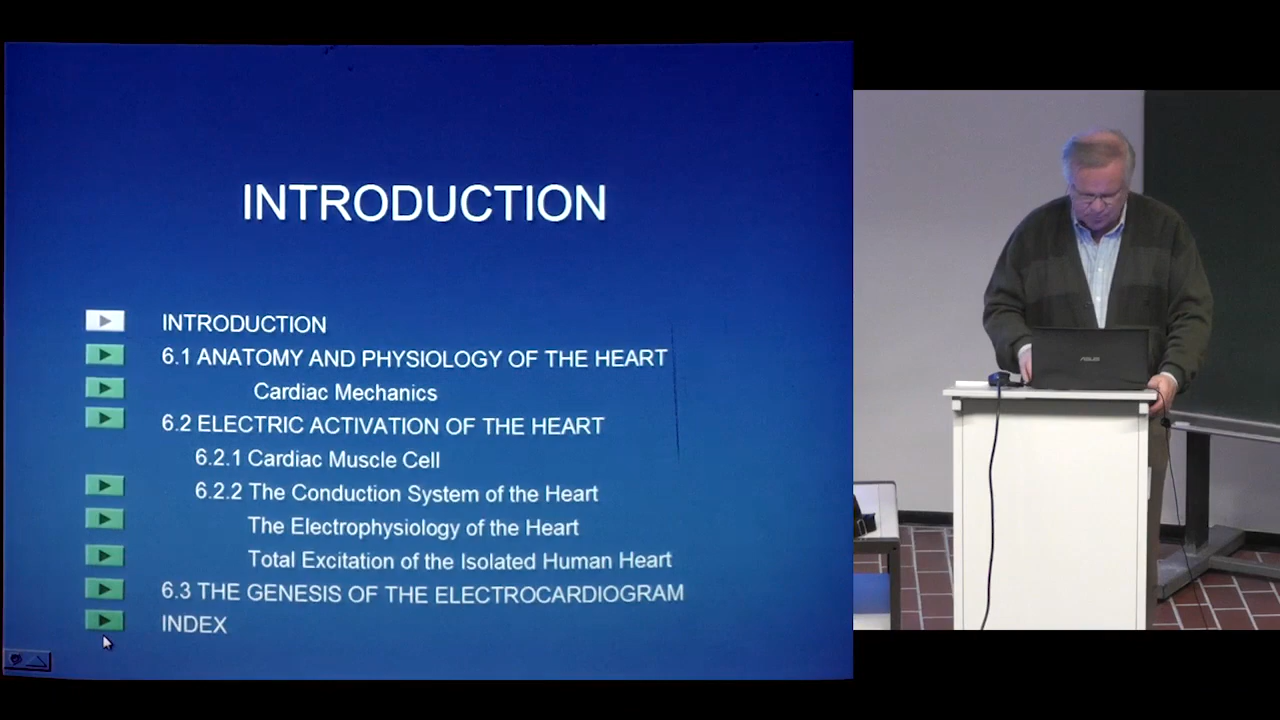 INTRODUCTION
INTRODUCTION
6.1 ANATOMY AND PHYSIOLOGY OF THE HEART
Cardiac Mechanics
6.2 ELECTRIC ACTIVATION OF THE HEART
6.2.1 Cardiac Muscle Cell
6.2.2 The Conduction System of the Heart
The Electrophysiology of the Heart
Total Excitation of the Isolated Human Heart
6.3 THE GENESIS OF THE ELECTROCARDIOGRAM
INDEX
ASUS